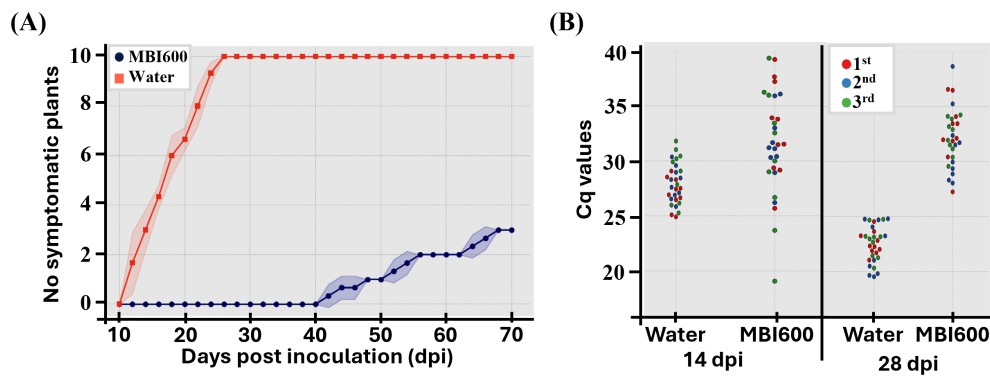 (A)
No symptomatic plants
10
8
6
4
2
0
MBI600
Water
10 20 30 40 50 60 70
Days post inoculation (dpi)
(B)
Cq values
40
35
30
25
20
1st
2nd
3rd
Water MBI600 Water MBI600
14 dpi 28 dpi